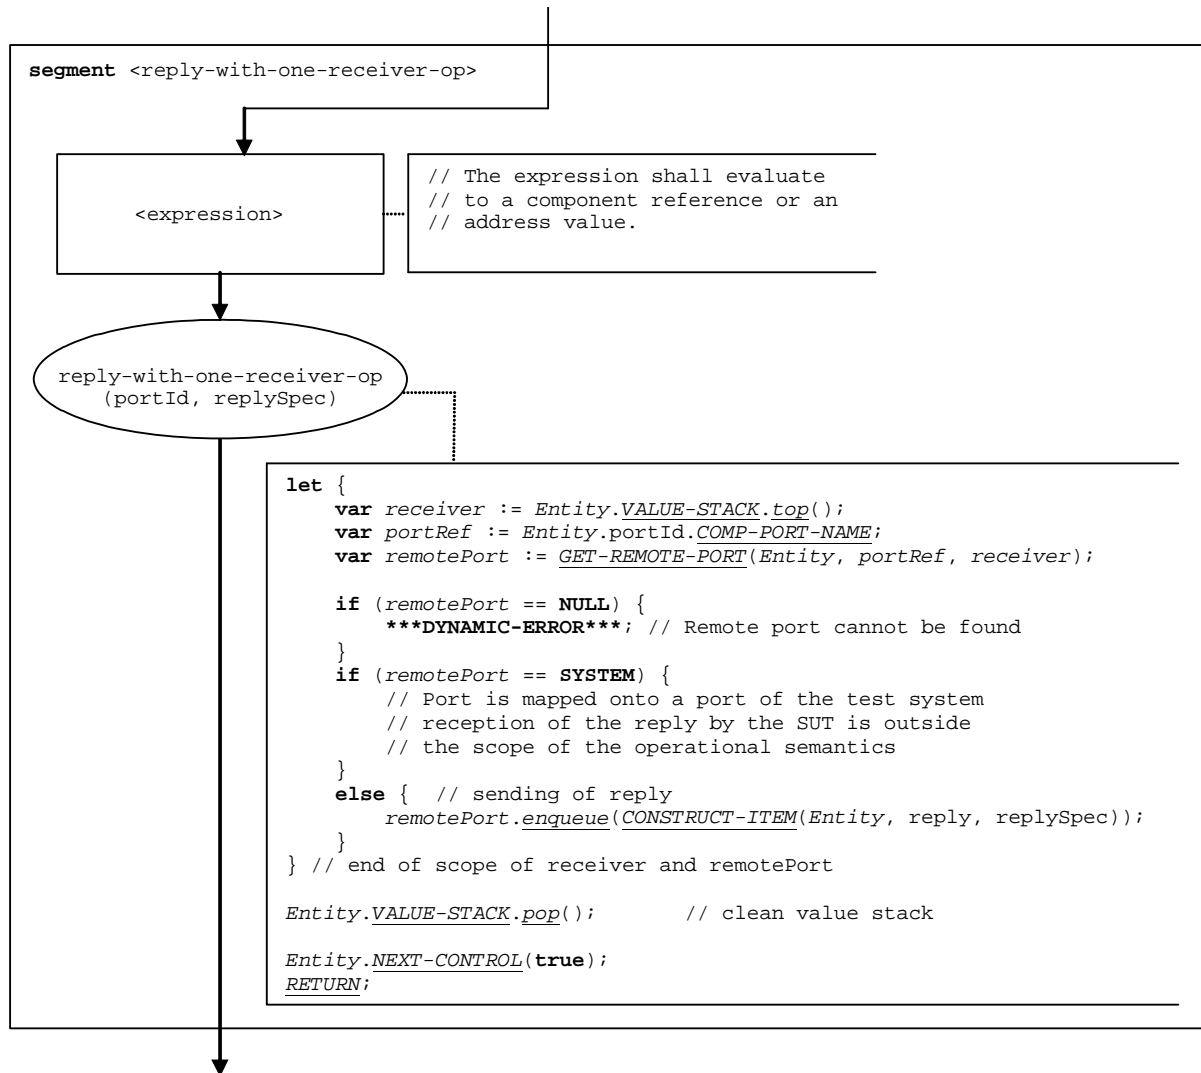 segment <reply-with-one-receiver-op>
<expression>
// The expression shall evaluate
// to a component reference or an
// address value.
reply-with-one-receiver-op
(portId, replySpec)
let {
var receiver := Entity.VALUE-STACK.top();
var portRef := Entity.portId.COMP-PORT-NAME;
var remotePort := GET-REMOTE-PORT(Entity, portRef, receiver);
if (remotePort == NULL) {
***DYNAMIC-ERROR***; // Remote port cannot be found
}
if (remotePort == SYSTEM) {
// Port is mapped onto a port of the test system
// reception of the reply by the SUT is outside
// the scope of the operational semantics
}
else { // sending of reply
remotePort.enqueue(CONSTRUCT-ITEM(Entity, reply, replySpec));
}
} // end of scope of receiver and remotePort
Entity.VALUE-STACK.pop(); // clean value stack
Entity.NEXT-CONTROL(true);
RETURN;